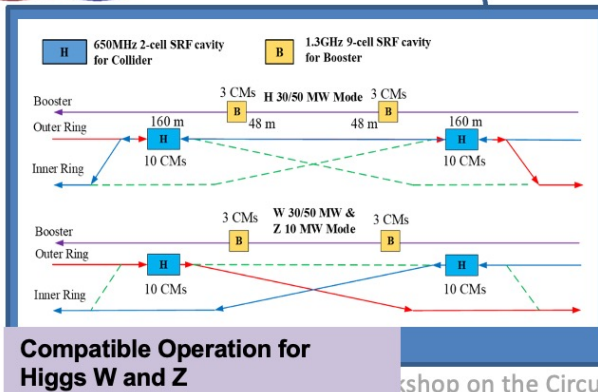 H
650MHz 2-cell SRF cavity
for Collider
B
1.3GHz 9-cell SRF cavity
for Booster
3 CMs H 30/50 MW Mode 3 CMs
Booster
B
B
160 m
48 m
48 m
160 m
Outer Ring
H
H
10 CMs
10 CMs
Inner Ring
3 CMs
W 30/50 MW &
Z 10 MW Mode
3 CMs
Booster
B
B
Outer Ring
H
H
10 CMs
10 CMs
Inner Ring
Compatible Operation for
Higgs W and Z
kshop on the Circu